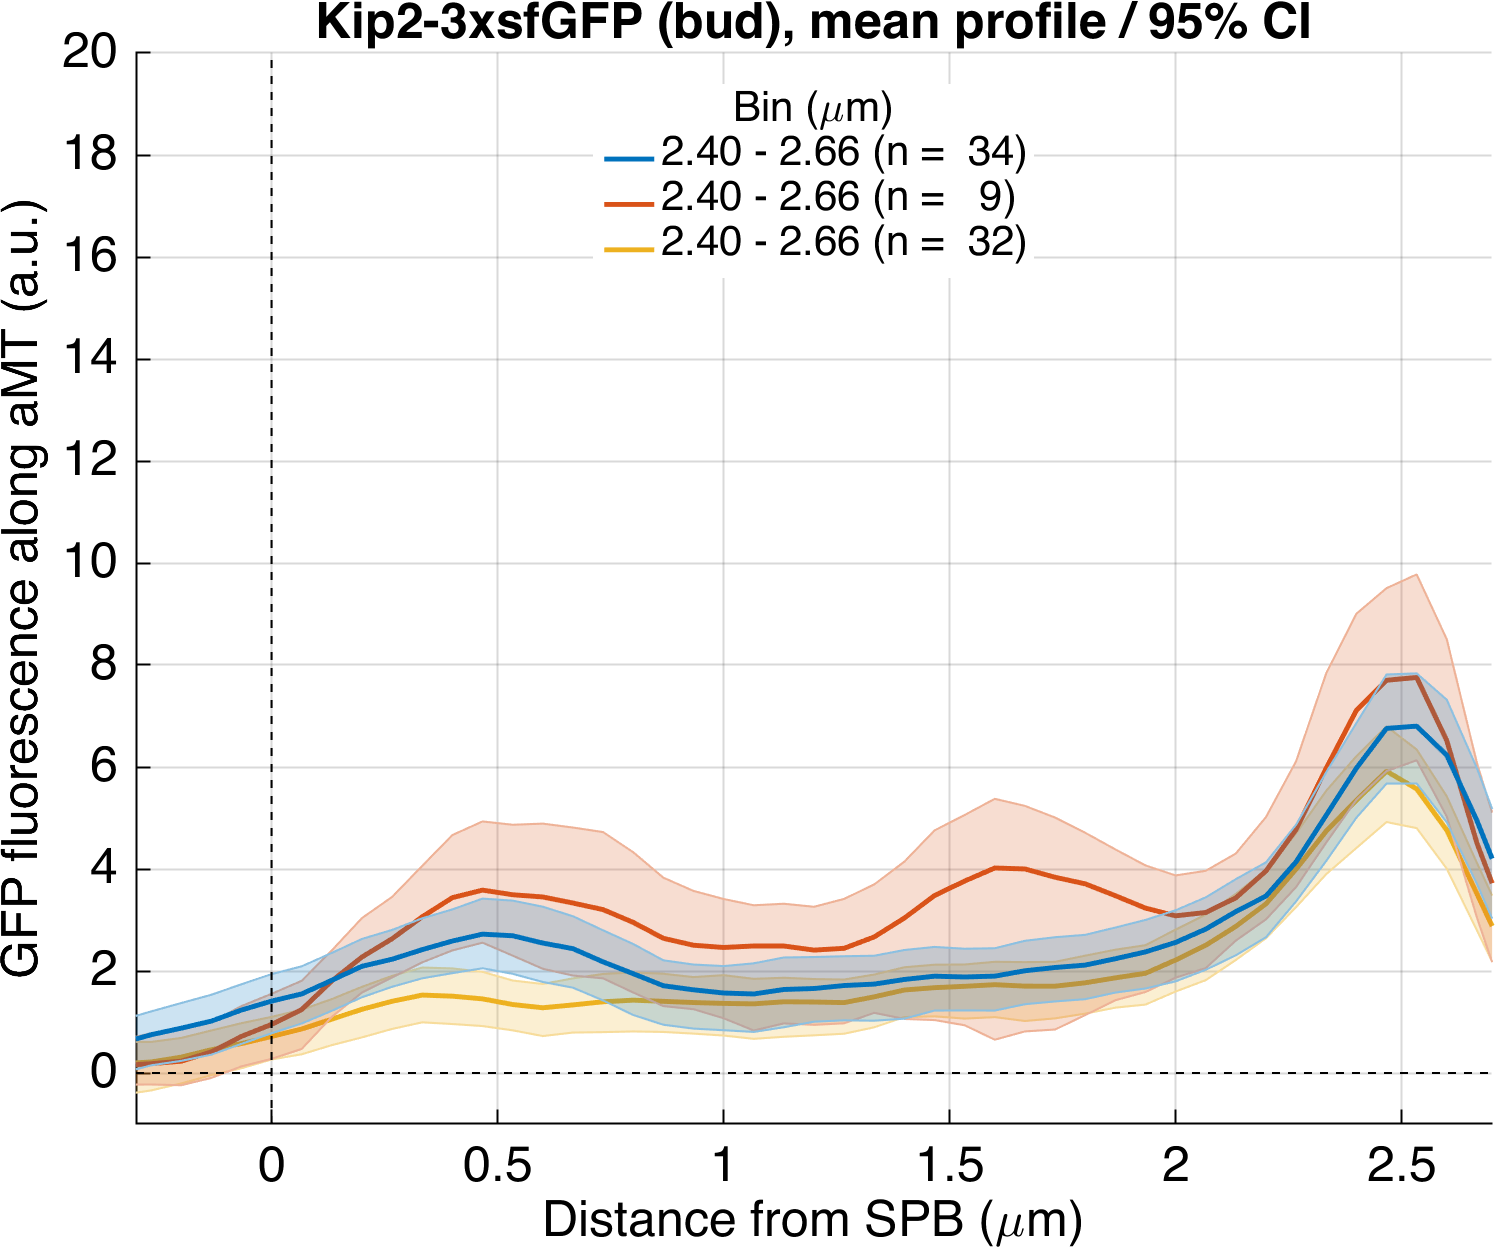 Kip2-3xsfGFP (bud), mean profile / 95% CI
GFP fluorescence along aMT (a.u.)
20
18
16
14
12
10
8
6
4
2
0
Bin (μm)
2.40 - 2.66 (n = 34)
2.40 - 2.66 (n = 9)
2.40 - 2.66 (n = 32)
0 0.5 1 1.5 2 2.5
Distance from SPB (μm)